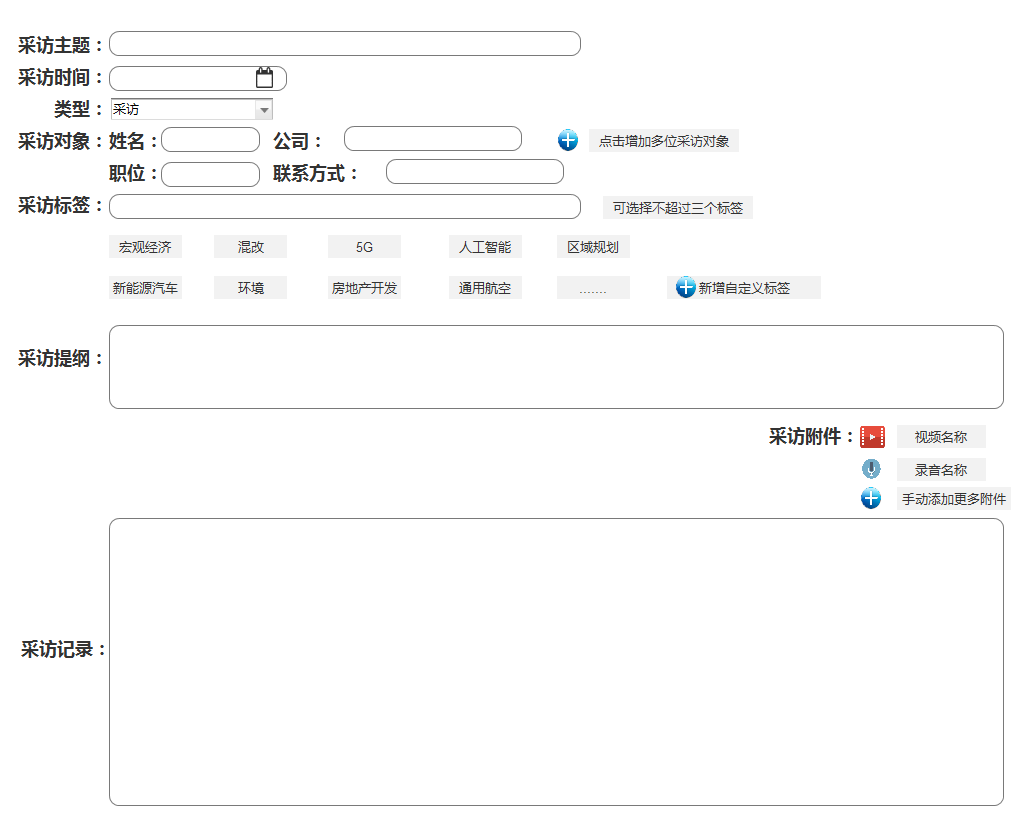 采访主题：
采访时间：
类型： 采访
采访对象：姓名： 公司： 点击增加多位采访对象
职位： 联系方式：
采访标签： 可选择不超过三个标签
宏观经济 混改 5G 人工智能 区域规划
新能源汽车 环境 房地产开发 通用航空 ....... 新增自定义标签
采访提纲：
采访附件： 视频名称
录音名称
手动添加更多附件
采访记录：